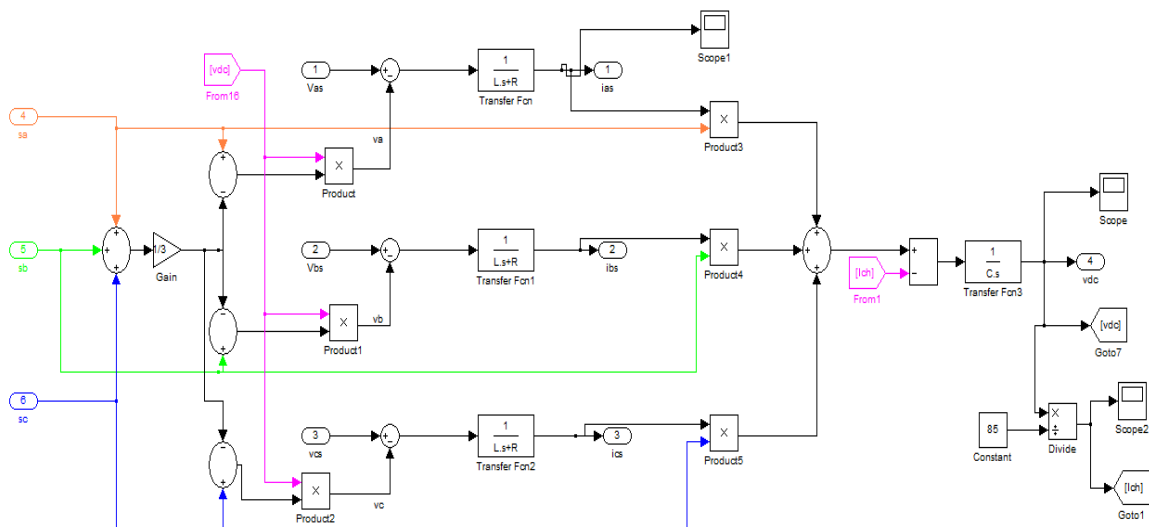 1
Vas
[vdc]
From16
+
−
1
L.s+R
Transfer Fcn
1
ias
Scope1
4
sa
va
×
Product3
+
−
×
Product
5
sb
+
+
+
1/3
Gain
2
Vbs
+
−
1
L.s+R
Transfer Fcn1
2
ibs
×
Product4
+
+
+
[Ich]
From1
+
−
1
C.s
Transfer Fcn3
Scope
4
vdc
−
+
×
Product1
vb
[vdc]
Goto7
6
sc
3
vcs
+
−
1
L.s+R
Transfer Fcn2
3
ics
×
Product5
85
Constant
×
÷
Divide
Scope2
−
+
×
Product2
vc
[Ich]
Goto1